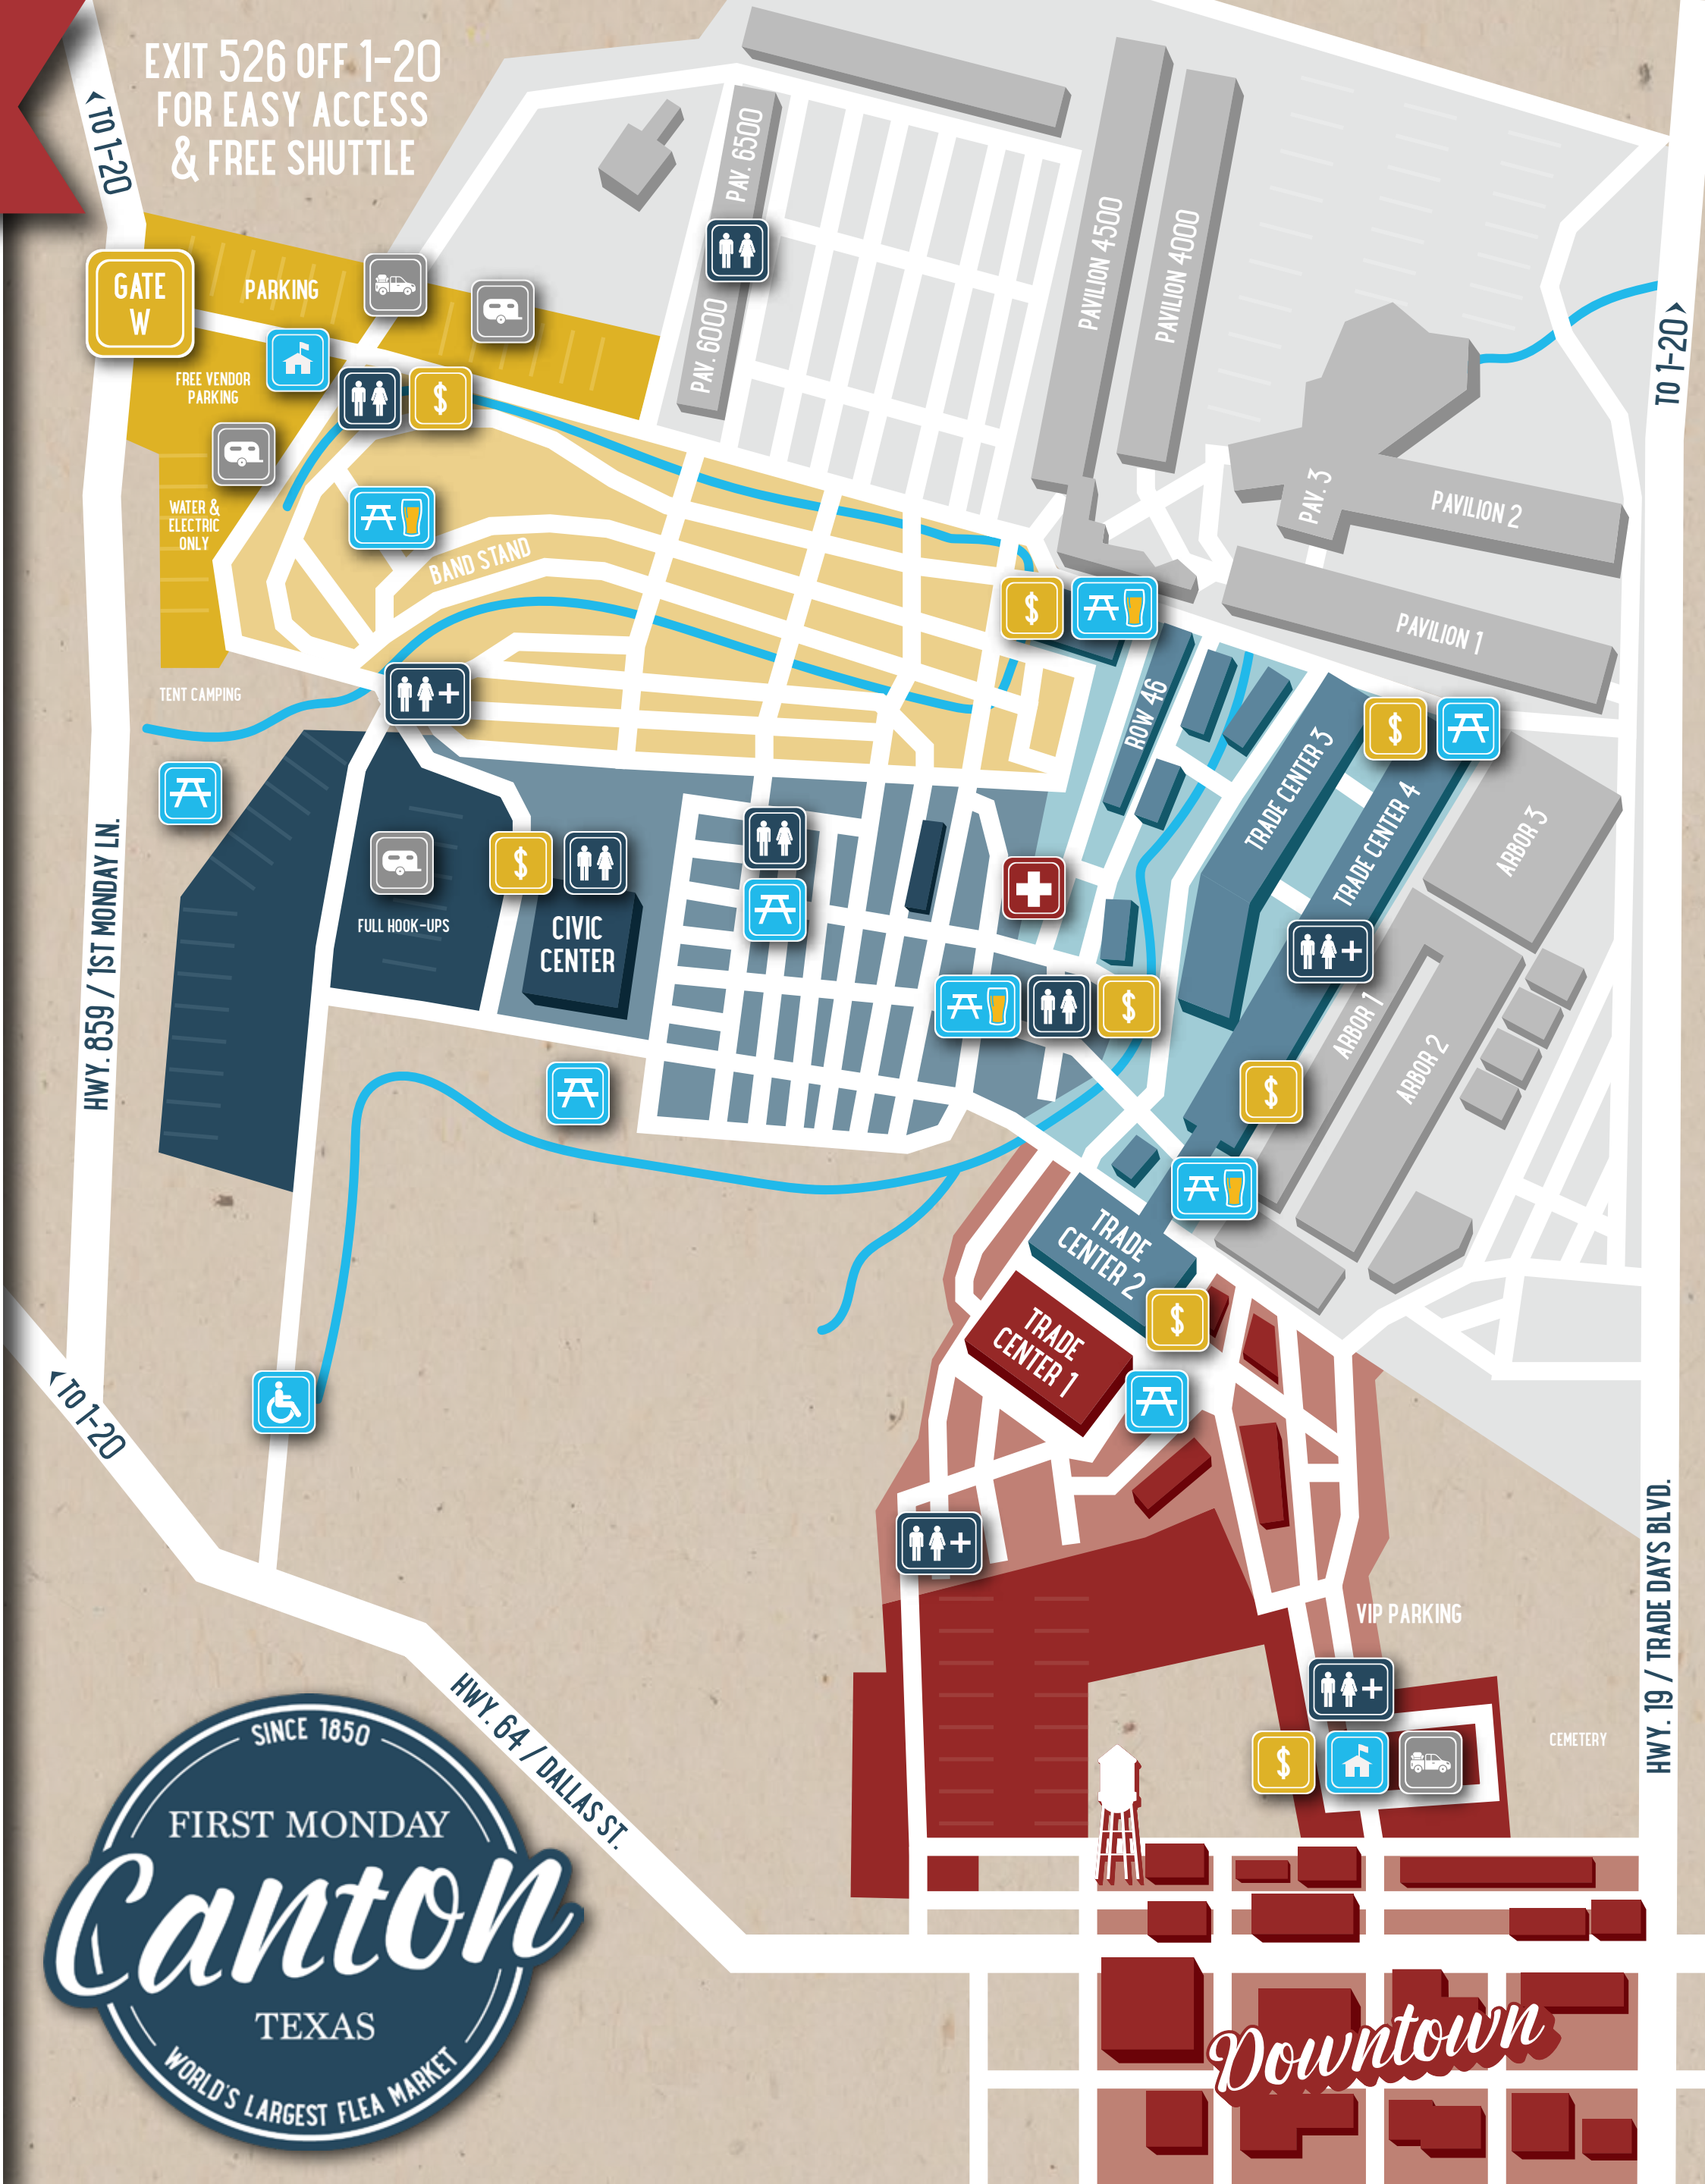 EXIT 526 OFF 1-20
FOR EASY ACCESS
& FREE SHUTTLE
TO 1-20
GATE
W
PARKING
FREE VENDOR
PARKING
WATER &
ELECTRIC
ONLY
TENT CAMPING
BAND STAND
PAV. 6500
PAV. 6000
PAVILION 4500
PAVILION 4000
PAV. 3
PAVILION 2
PAVILION 1
TO 1-20
$
$
$
$
$
$
$
$
ROW 46
TRADE CENTER 3
TRADE CENTER 4
ARBOR 3
ARBOR 1
ARBOR 2
FULL HOOK-UPS
CIVIC
CENTER
HWY. 859 / 1ST MONDAY LN.
TRADE
CENTER 2
TRADE
CENTER 1
TO 1-20
HWY. 64 / DALLAS ST.
VIP PARKING
CEMETERY
HWY. 19 / TRADE DAYS BLVD.
SINCE 1850
FIRST MONDAY
Canton
TEXAS
WORLD'S LARGEST FLEA MARKET
Downtown